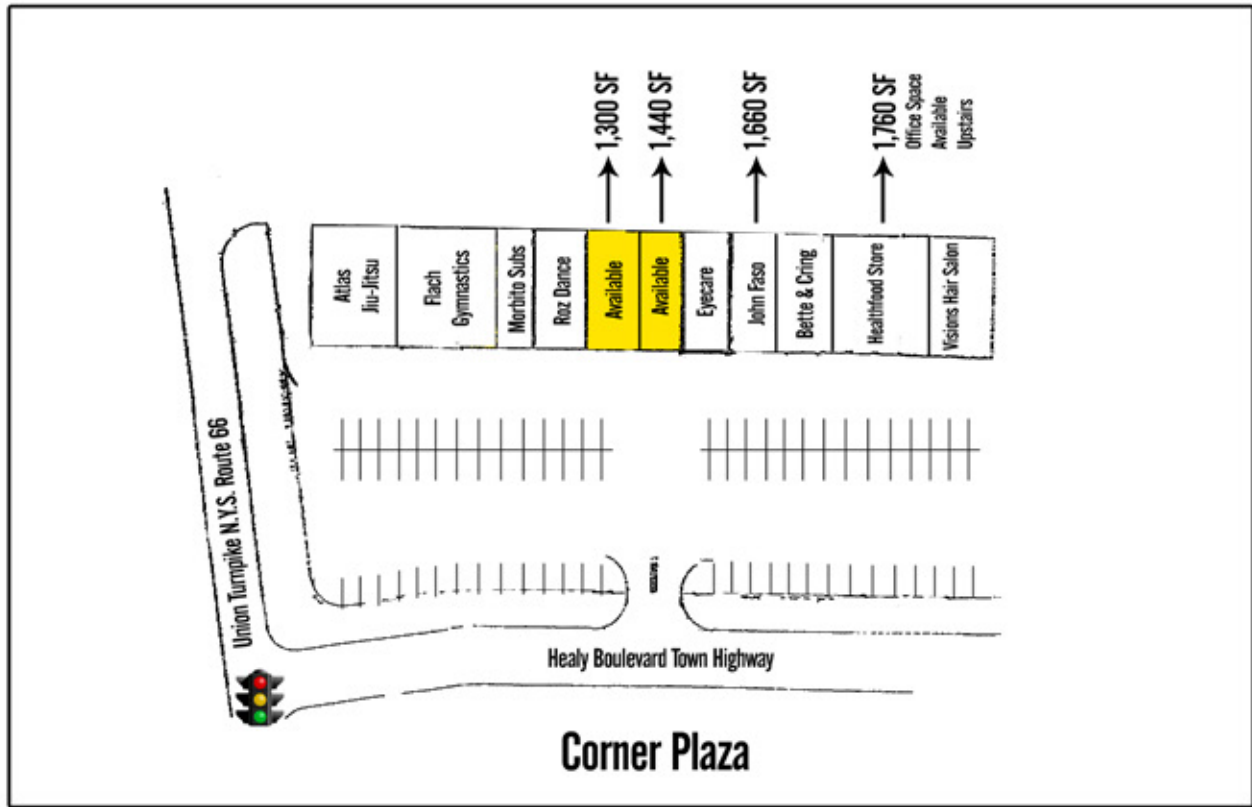 1,300 SF
1,440 SF
1,660 SF
1,760 SF
Office Space
Available
Upstairs
Atlas
Jiu-Jitsu
Flach
Gymnastics
Morbito Subs
Roz Dance
Available
Available
Eyecare
John Faso
Bette & Cring
Healthfood Store
Visions Hair Salon
Union Turnpike N.Y.S. Route 66
Healy Boulevard Town Highway
Corner Plaza